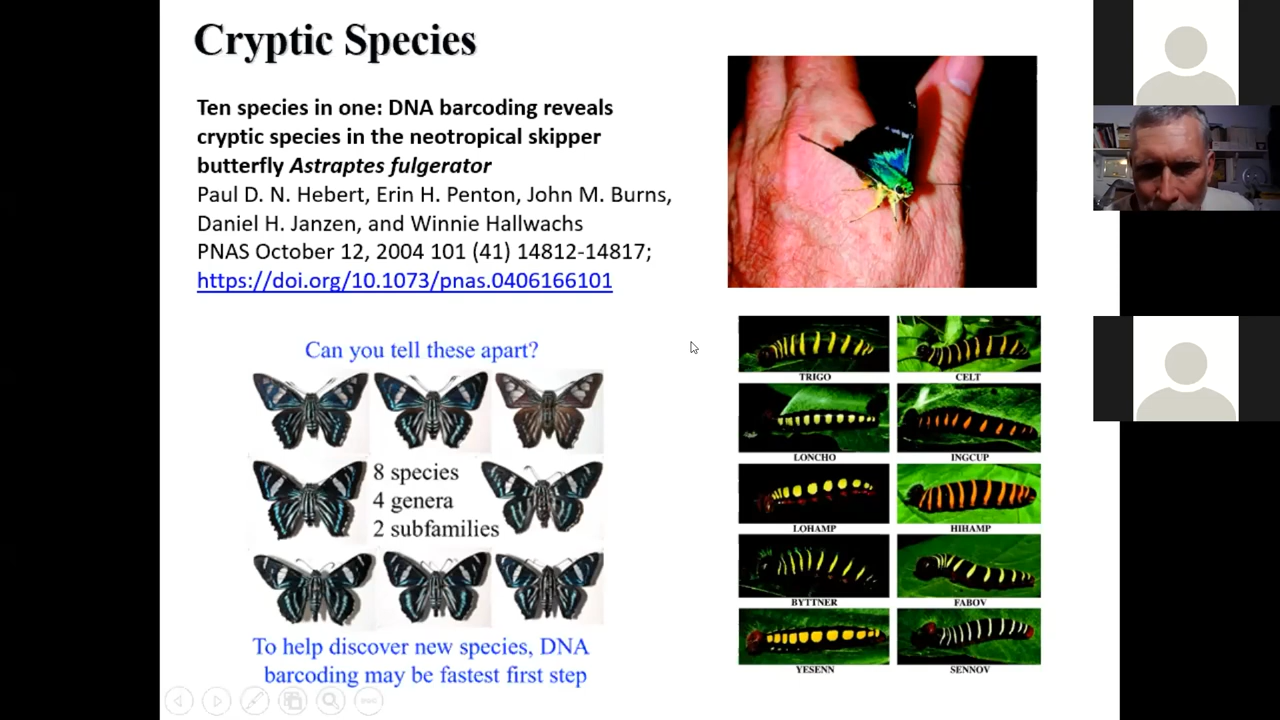 Cryptic Species
Ten species in one: DNA barcoding reveals
cryptic species in the neotropical skipper
butterfly Astraptes fulgerator
Paul D. N. Hebert, Erin H. Penton, John M. Burns,
Daniel H. Janzen, and Winnie Hallwachs
PNAS October 12, 2004 101 (41) 14812-14817;
https://doi.org/10.1073/pnas.0406166101
Can you tell these apart?
8 species
4 genera
2 subfamilies
To help discover new species, DNA
barcoding may be fastest first step
TRIGO
CELT
LONCHO
INGCUP
LOHAMP
HIHAMP
BYTTNER
FABOV
YESENN
SENNOV